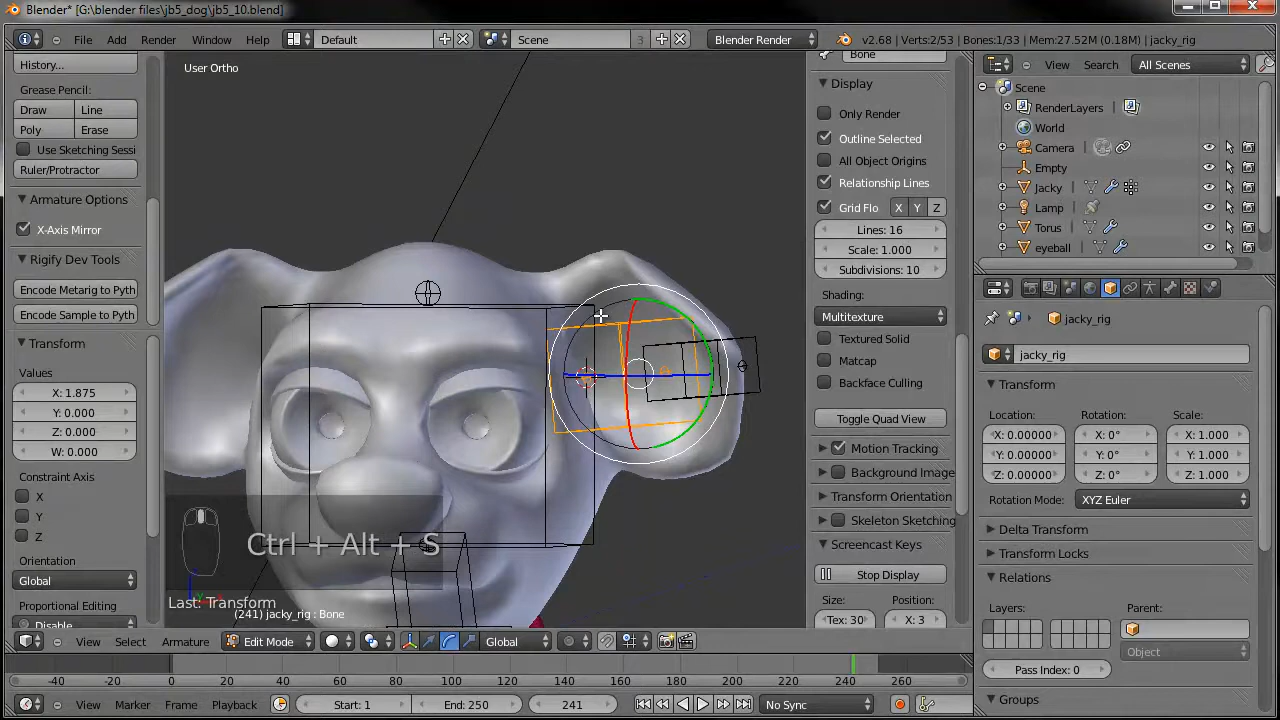 Blender* [G:\blender files\jb5_dog\jb5_10.blend]
File Add Render Window Help Default Scene 3 Blender Render v2.68 | Verts:2/53 | Bones:1/33 | Mem:27.52M (0.18M) | jacky_rig
History...
Grease Pencil:
Draw Line
Poly Erase
Use Sketching Sessi
Ruler/Protractor
Armature Options
X-Axis Mirror
Rigify Dev Tools
Encode Metarig to Pyth
Encode Sample to Pyth
Transform
Values
X: 1.875
Y: 0.000
Z: 0.000
W: 0.000
Constraint Axis
X
Y
Z
Orientation
Global
Proportional Editing
Disable
User Ortho
Ctrl + Alt + S
Last: Transform
(241) jacky_rig : Bone
Bone
Display
Only Render
Outline Selected
All Object Origins
Relationship Lines
Grid Flo X Y Z
Lines: 16
Scale: 1.000
Subdivisions: 10
Shading:
Multitexture
Textured Solid
Matcap
Backface Culling
Toggle Quad View
Motion Tracking
Background Image
Transform Orientation
Skeleton Sketching
Screencast Keys
Stop Display
Size: Position:
Tex: 30 X: 3
View Search All Scenes
Scene
RenderLayers
World
Camera
Empty
Jacky
Lamp
Torus
eyeball
jacky_rig
jacky_rig
Transform
Location: Rotation: Scale:
X: 0.00000 X: 0° X: 1.000
Y: 0.00000 Y: 0° Y: 1.000
Z: 0.00000 Z: 0° Z: 1.000
Rotation Mode: XYZ Euler
Delta Transform
Transform Locks
Relations
Layers: Parent:
Object
Pass Index: 0
Groups
View Select Armature Edit Mode Global
-40 -20 0 20 40 60 80 100 120 140 160 180 200 220 240 260
View Marker Frame Playback Start: 1 End: 250 241 No Sync